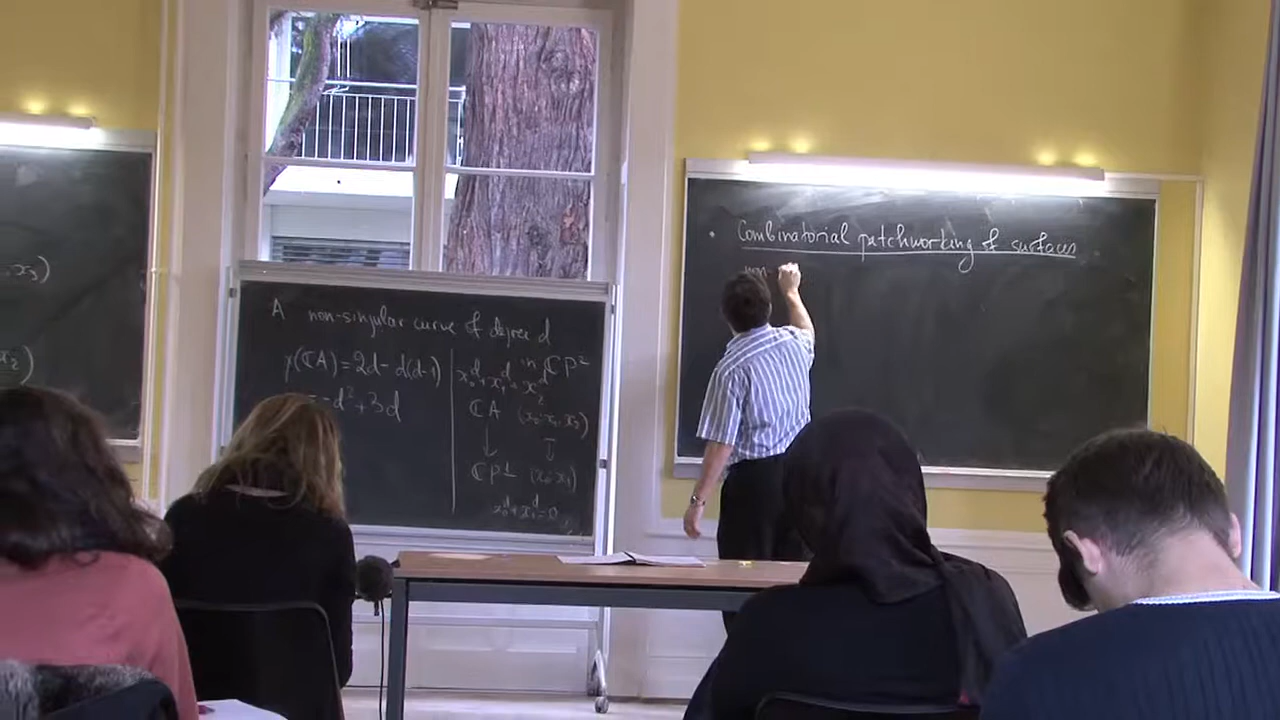 , x₃)
x₂)
A non-singular curve of degree d
in ℂP²
χ(ℂA) = 2d - d(d-1)
= -d² + 3d
x₀ᵈ + x₁ᵈ + x₂ᵈ
ℂA (x₀:x₁:x₂)
↓ ↧
ℂP¹ (x₀:x₁)
x₀ᵈ + x₁ᵈ = 0
• Combinatorial patchworking of surfaces
non-